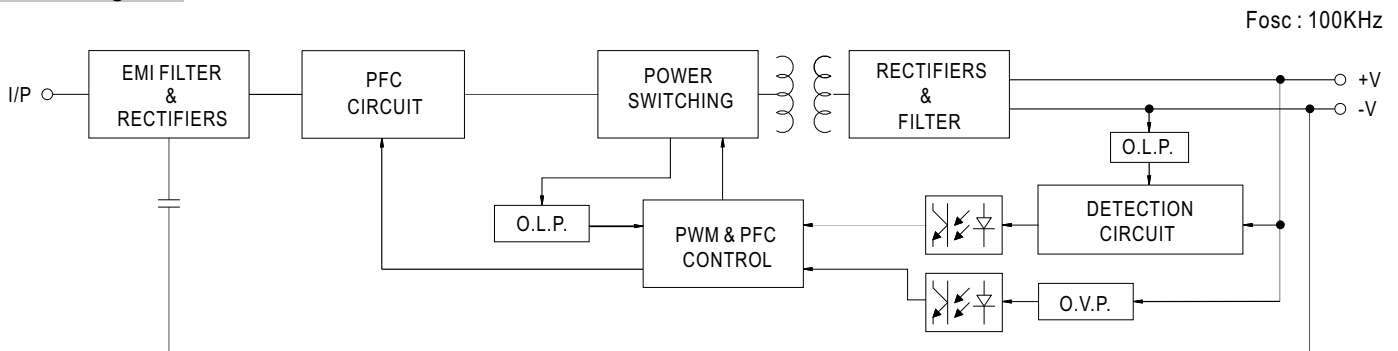 Fosc : 100KHz
I/P
EMI FILTER
&
RECTIFIERS
PFC
CIRCUIT
POWER
SWITCHING
RECTIFIERS
&
FILTER
+V
-V
O.L.P.
O.L.P.
PWM & PFC
CONTROL
DETECTION
CIRCUIT
O.V.P.